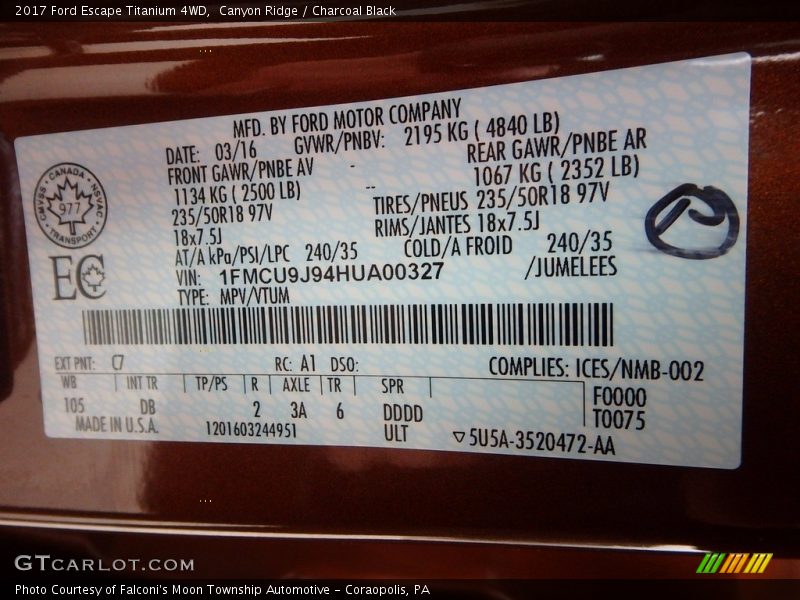 2017 Ford Escape Titanium 4WD, Canyon Ridge / Charcoal Black
MFD. BY FORD MOTOR COMPANY
DATE: 03/16 GVWR/PNBV: 2195 KG ( 4840 LB)
FRONT GAWR/PNBE AV - REAR GAWR/PNBE AR
1134 KG ( 2500 LB) -- 1067 KG ( 2352 LB)
235/50R18 97V TIRES/PNEUS 235/50R18 97V
18x7.5J RIMS/JANTES 18x7.5J
AT/A kPa/PSI/LPC 240/35 COLD/A FROID 240/35
VIN: 1FMCU9J94HUA00327 /JUMELEES
TYPE: MPV/VTUM
CANADA
CMVSS · NSVAC
977
TRANSPORT
EC
EXT PNT: C7 RC: A1 DSO: COMPLIES: ICES/NMB-002
WB INT TR TP/PS R AXLE TR SPR F0000
105 DB 2 3A 6 DDDD T0075
MADE IN U.S.A. 1201603244951 ULT ▽5U5A-3520472-AA
GTCARLOT.COM
Photo Courtesy of Falconi's Moon Township Automotive – Coraopolis, PA